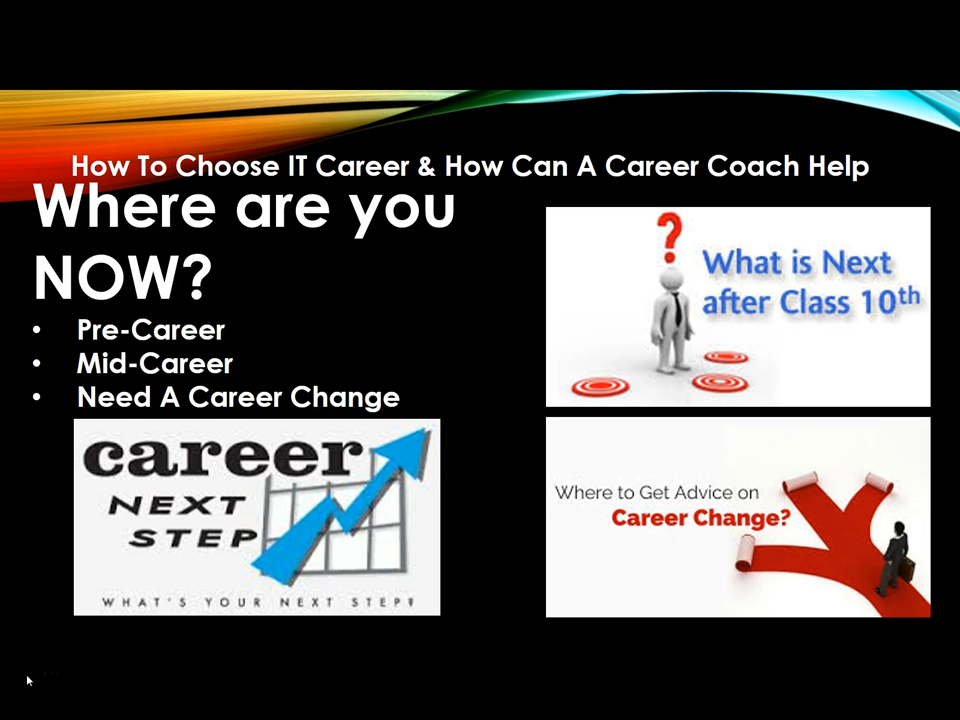 How To Choose IT Career & How Can A Career Coach Help
Where are you
NOW?
• Pre-Career
• Mid-Career
• Need A Career Change
career
NEXT
STEP
WHAT'S YOUR NEXT STEP?
?
What is Next
after Class 10th
Where to Get Advice on
Career Change?